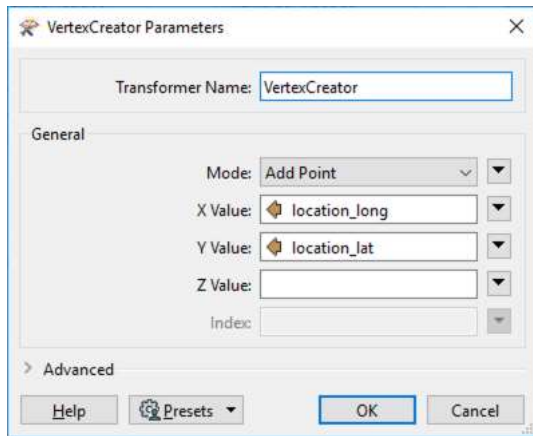 VertexCreator Parameters
Transformer Name: VertexCreator
General
Mode: Add Point
X Value: location_long
Y Value: location_lat
Z Value:
Index:
Advanced
Help Presets OK Cancel